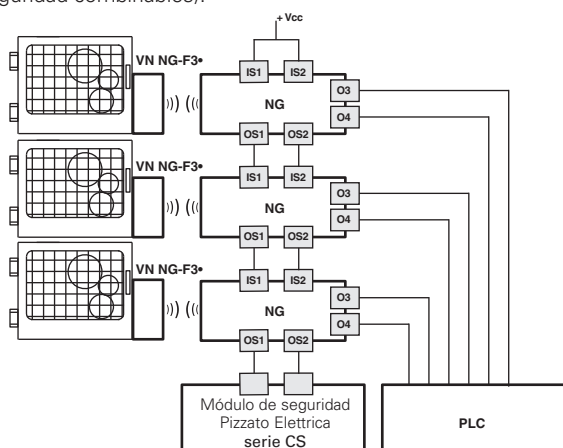 guridad combinables).
+ Vcc
VN NG-F3•
IS1 IS2
NG
O3
O4
OS1 OS2
VN NG-F3•
IS1 IS2
NG
O3
O4
OS1 OS2
VN NG-F3•
IS1 IS2
NG
O3
O4
OS1 OS2
Módulo de seguridad
Pizzato Elettrica
serie CS
PLC